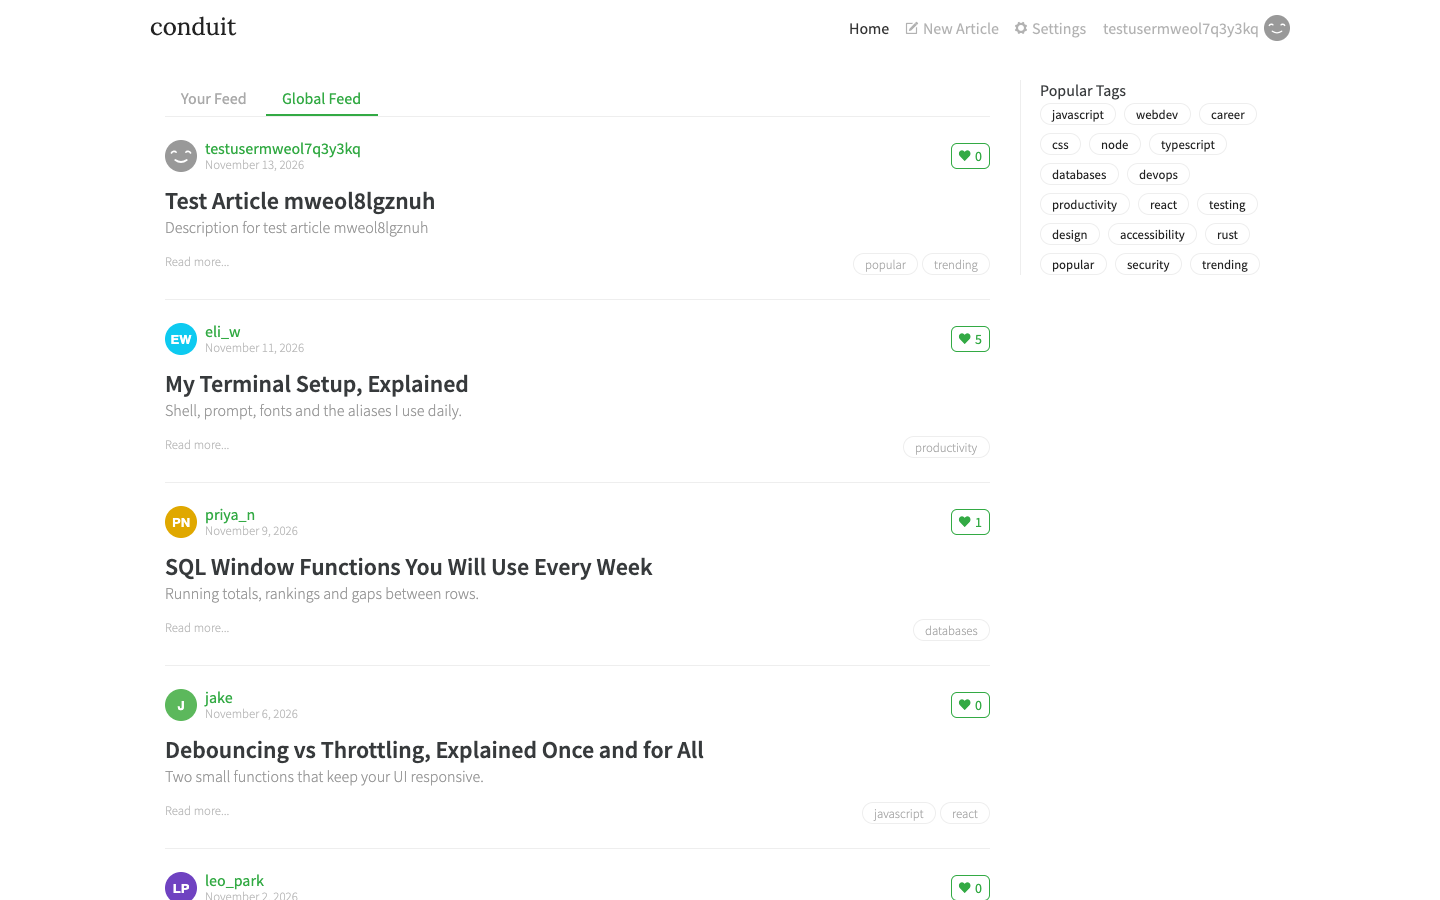 conduit
Home New Article Settings testusermweol7q3y3kq
Your Feed Global Feed
testusermweol7q3y3kq
November 13, 2026
0
Test Article mweol8lgznuh
Description for test article mweol8lgznuh
Read more...
popular trending
EW
eli_w
November 11, 2026
5
My Terminal Setup, Explained
Shell, prompt, fonts and the aliases I use daily.
Read more...
productivity
PN
priya_n
November 9, 2026
1
SQL Window Functions You Will Use Every Week
Running totals, rankings and gaps between rows.
Read more...
databases
J
jake
November 6, 2026
0
Debouncing vs Throttling, Explained Once and for All
Two small functions that keep your UI responsive.
Read more...
javascript react
LP
leo_park
November 2, 2026
0
Popular Tags
javascript webdev career
css node typescript
databases devops
productivity react testing
design accessibility rust
popular security trending